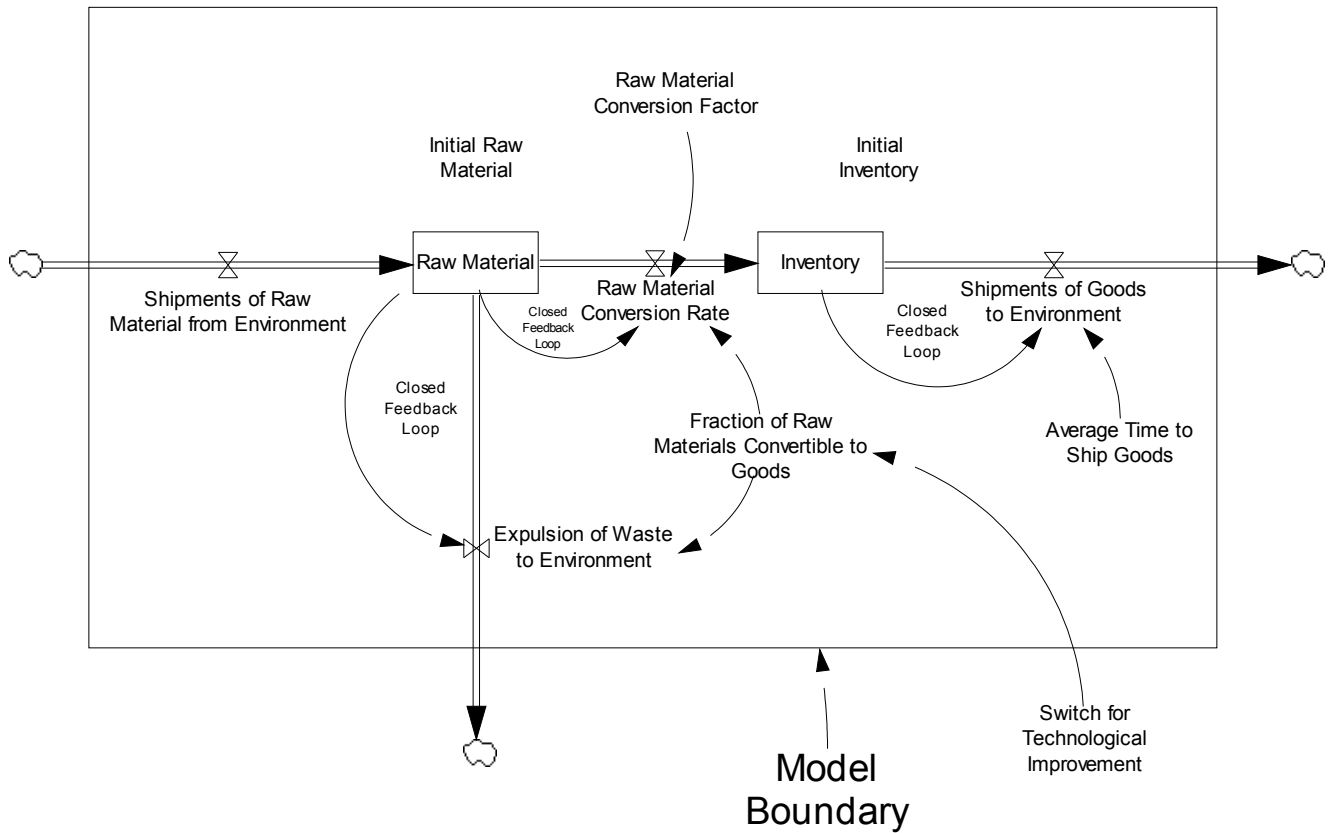 Raw Material
Conversion Factor
Initial Raw
Material
Initial
Inventory
Raw Material
Inventory
Shipments of Raw
Material from Environment
Closed
Feedback
Loop
Raw Material
Conversion Rate
Closed
Feedback
Loop
Shipments of Goods
to Environment
Closed
Feedback
Loop
Fraction of Raw
Materials Convertible to
Goods
Average Time to
Ship Goods
Expulsion of Waste
to Environment
Switch for
Technological
Improvement
Model
Boundary